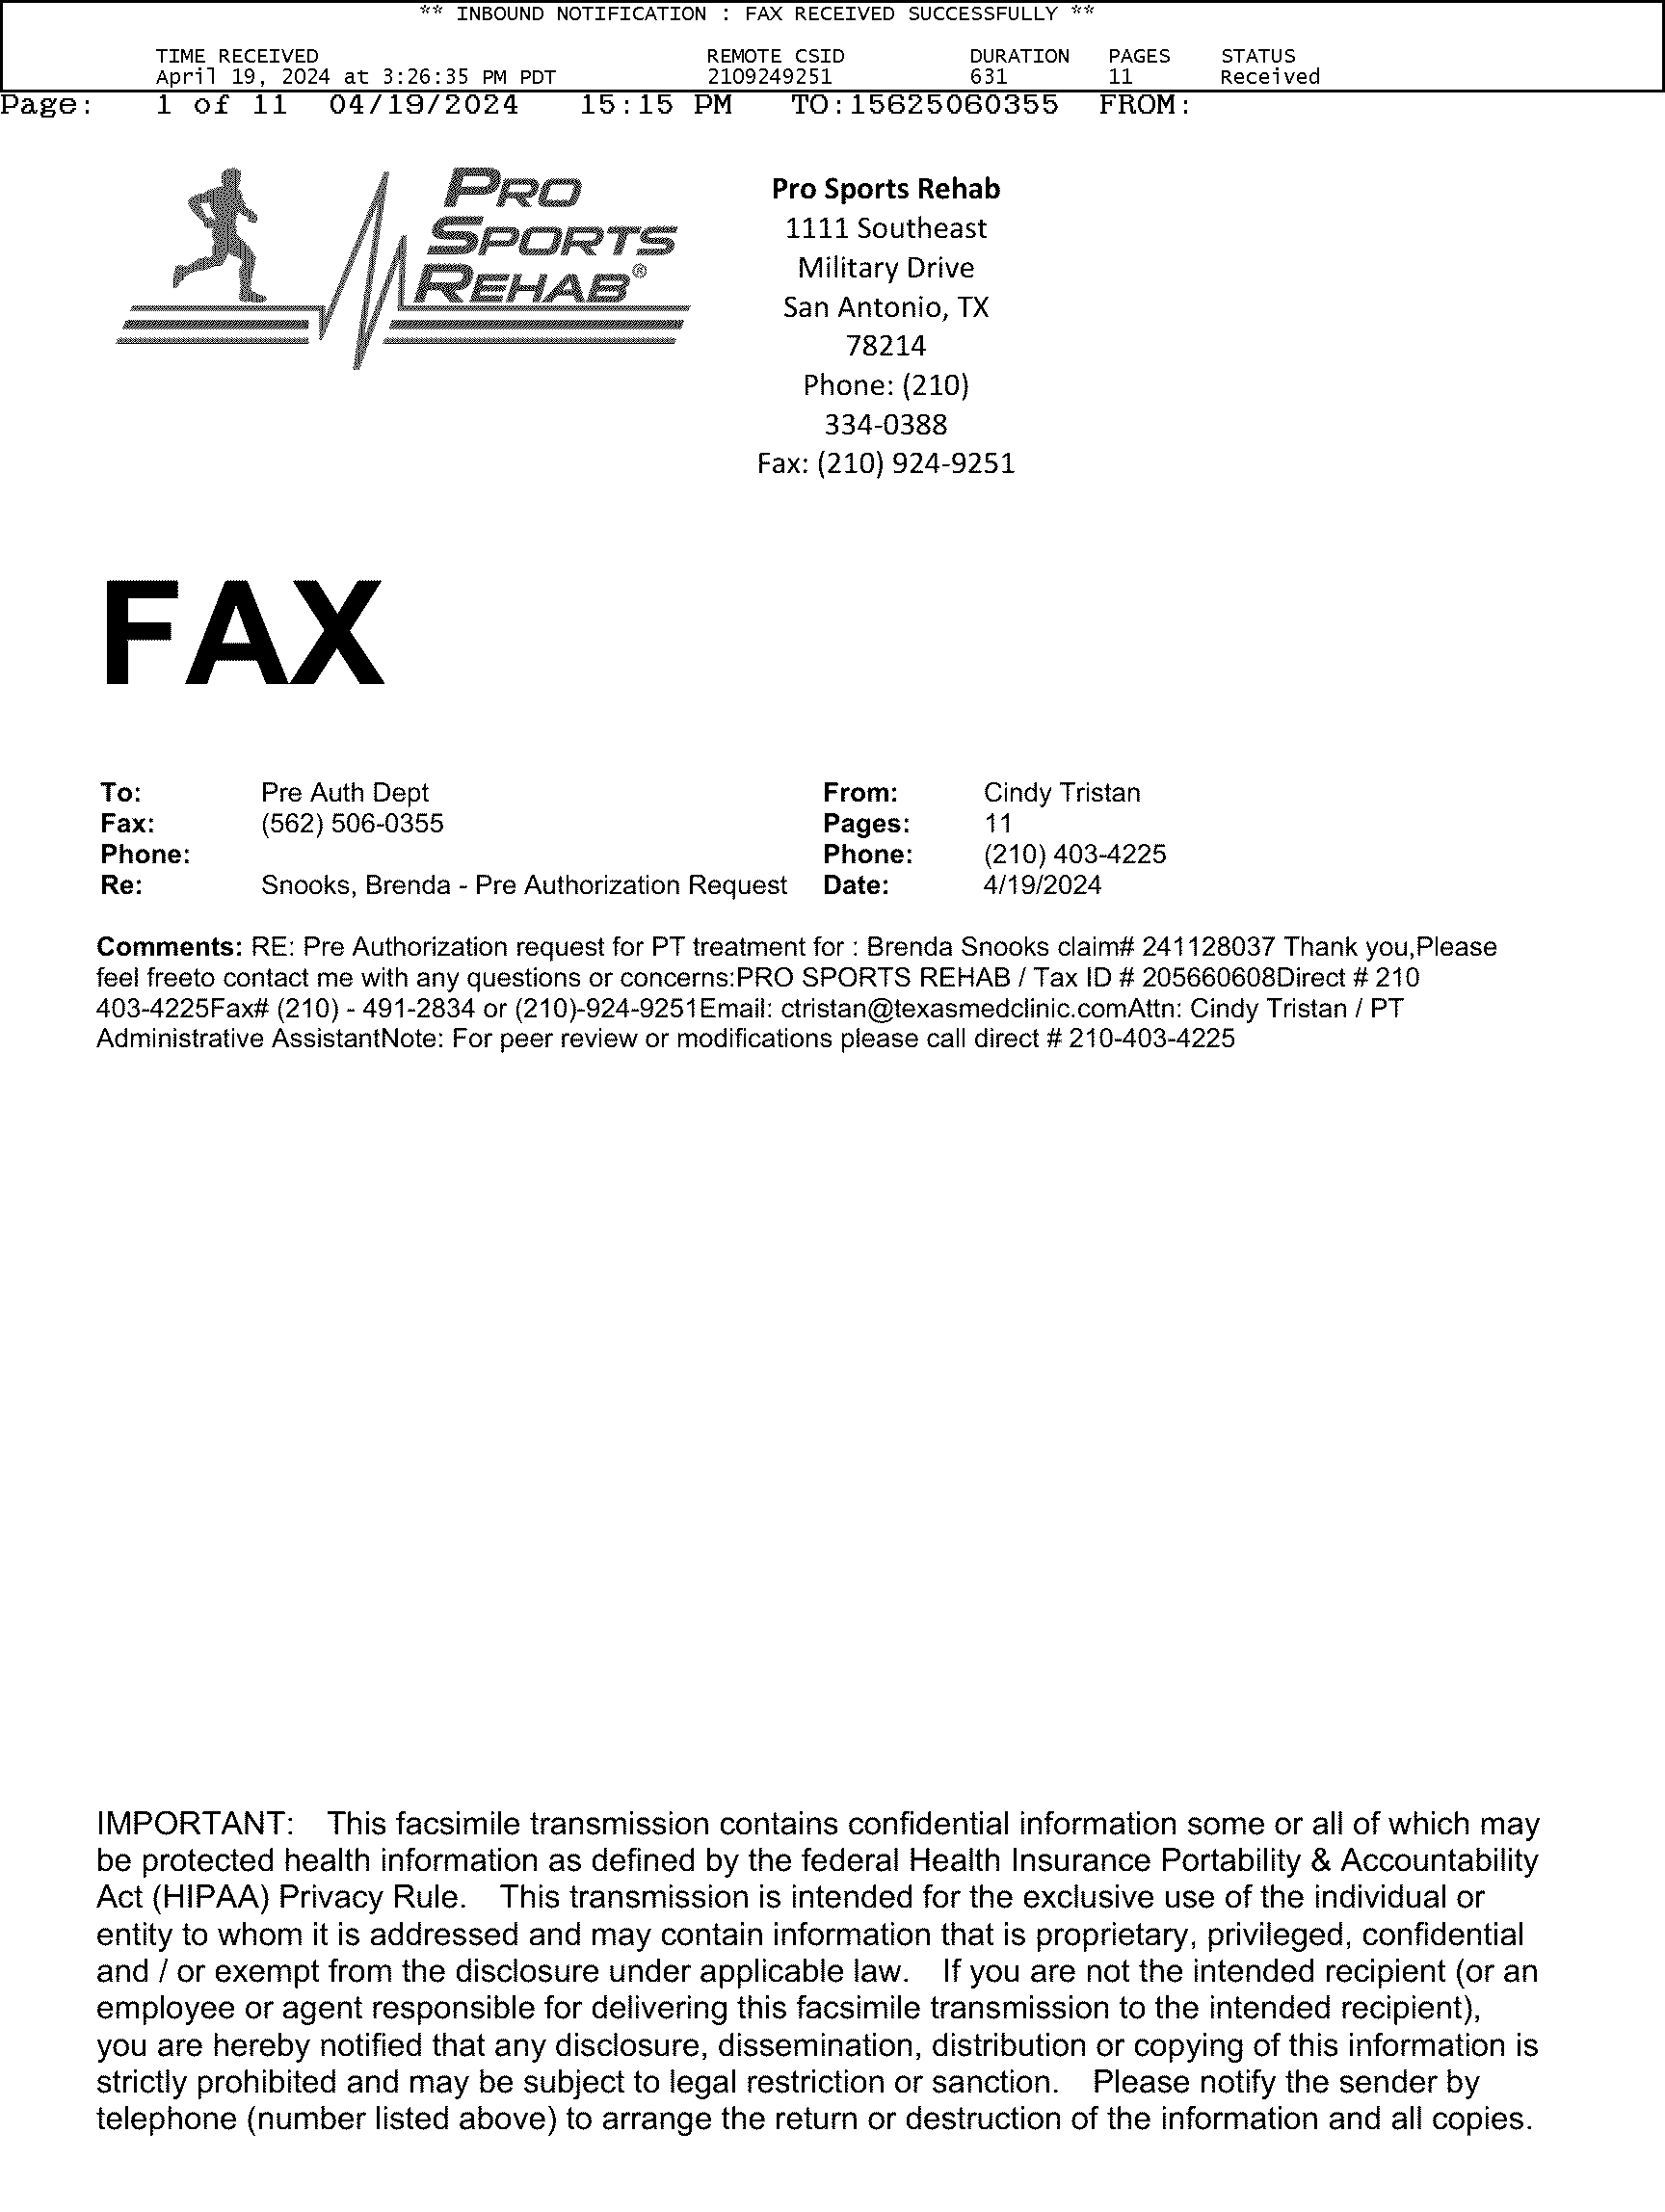 ** INBOUND NOTIFICATION : FAX RECEIVED SUCCESSFULLY **
TIME RECEIVED REMOTE CSID DURATION PAGES STATUS
April 19, 2024 at 3:26:35 PM PDT 2109249251 631 11 Received
Page: 1 of 11 04/19/2024 15:15 PM TO:15625060355 FROM:
PRO
SPORTS
REHAB®
Pro Sports Rehab
1111 Southeast
Military Drive
San Antonio, TX
78214
Phone: (210)
334-0388
Fax: (210) 924-9251
FAX
To: Pre Auth Dept From: Cindy Tristan
Fax: (562) 506-0355 Pages: 11
Phone: Phone: (210) 403-4225
Re: Snooks, Brenda - Pre Authorization Request Date: 4/19/2024
Comments: RE: Pre Authorization request for PT treatment for : Brenda Snooks claim# 241128037 Thank you,Please
feel freeto contact me with any questions or concerns:PRO SPORTS REHAB / Tax ID # 205660608Direct # 210
403-4225Fax# (210) - 491-2834 or (210)-924-9251Email: ctristan@texasmedclinic.comAttn: Cindy Tristan / PT
Administrative AssistantNote: For peer review or modifications please call direct # 210-403-4225
IMPORTANT: This facsimile transmission contains confidential information some or all of which may
be protected health information as defined by the federal Health Insurance Portability & Accountability
Act (HIPAA) Privacy Rule. This transmission is intended for the exclusive use of the individual or
entity to whom it is addressed and may contain information that is proprietary, privileged, confidential
and / or exempt from the disclosure under applicable law. If you are not the intended recipient (or an
employee or agent responsible for delivering this facsimile transmission to the intended recipient),
you are hereby notified that any disclosure, dissemination, distribution or copying of this information is
strictly prohibited and may be subject to legal restriction or sanction. Please notify the sender by
telephone (number listed above) to arrange the return or destruction of the information and all copies.